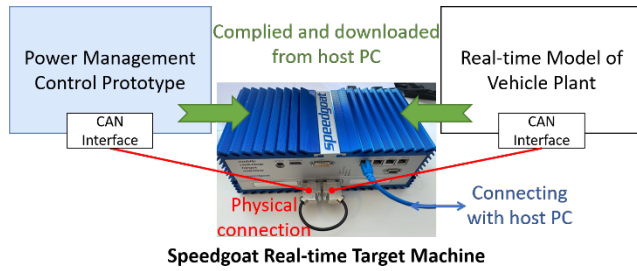 Power Management
Control Prototype
Complied and downloaded
from host PC
Real-time Model of
Vehicle Plant
CAN
Interface
CAN
Interface
speedgoat
Physical
connection
Connecting
with host PC
Speedgoat Real-time Target Machine